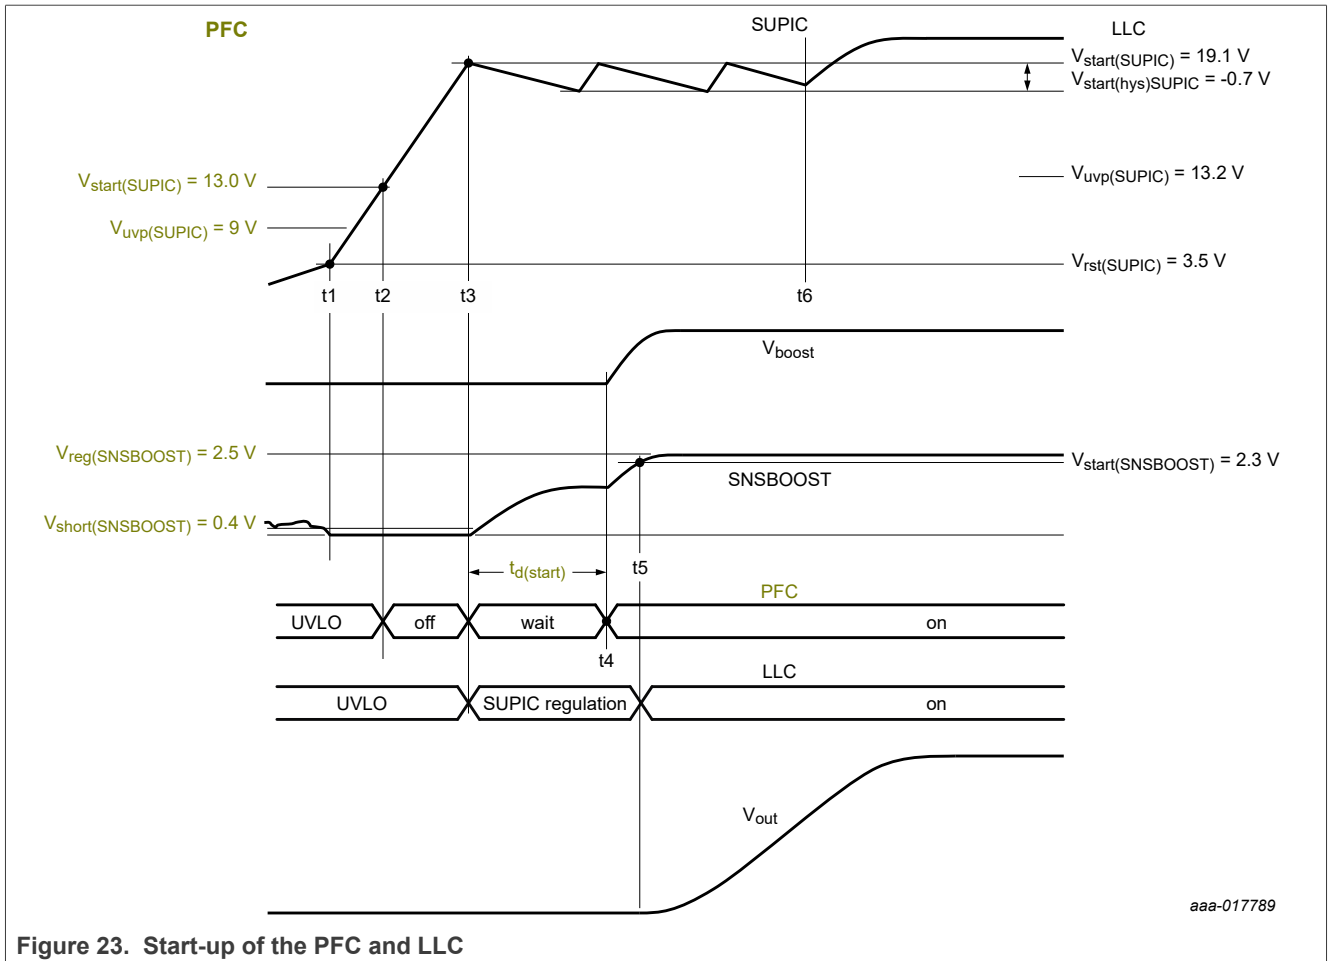 PFC
SUPIC
LLC
Vstart(SUPIC) = 19.1 V
Vstart(hys)SUPIC = -0.7 V
Vstart(SUPIC) = 13.0 V
Vuvp(SUPIC) = 13.2 V
Vuvp(SUPIC) = 9 V
Vrst(SUPIC) = 3.5 V
t1
t2
t3
t6
Vboost
Vreg(SNSBOOST) = 2.5 V
Vstart(SNSBOOST) = 2.3 V
SNSBOOST
Vshort(SNSBOOST) = 0.4 V
td(start)
t5
PFC
UVLO
off
wait
on
t4
LLC
UVLO
SUPIC regulation
on
Vout
aaa-017789
Figure 23. Start-up of the PFC and LLC